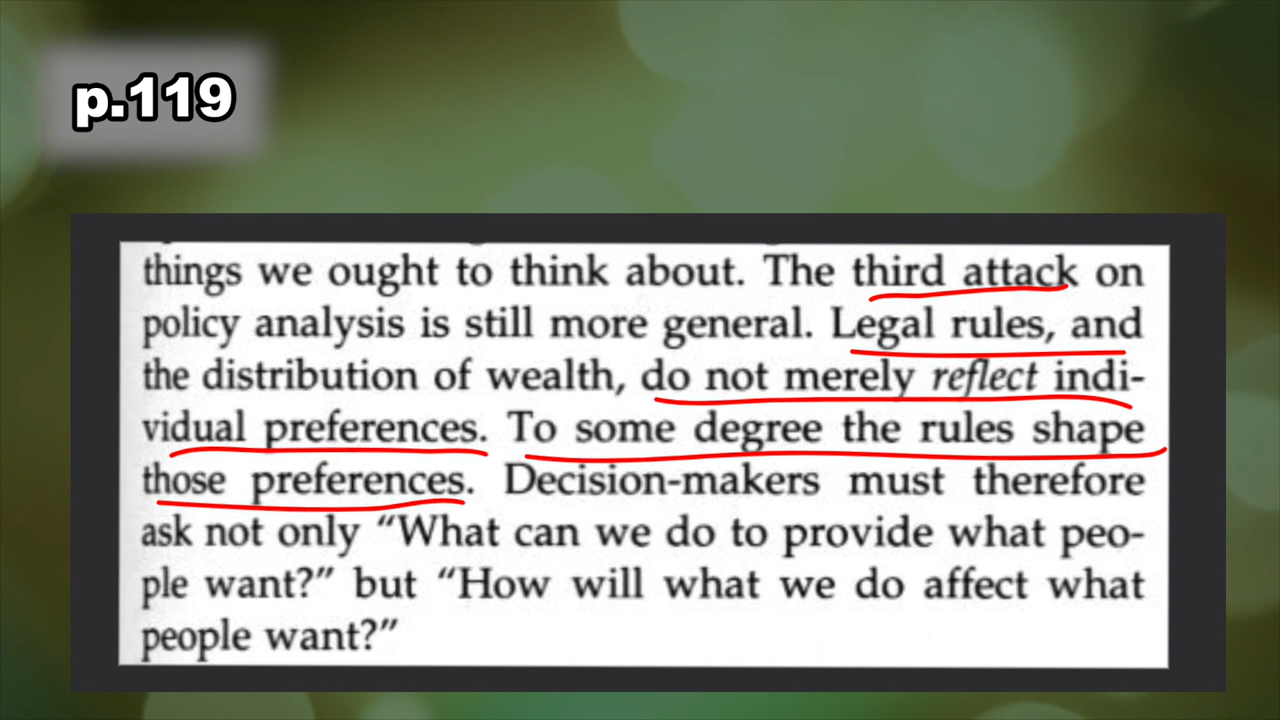 p.119
things we ought to think about. The third attack on
policy analysis is still more general. Legal rules, and
the distribution of wealth, do not merely reflect indi-
vidual preferences. To some degree the rules shape
those preferences. Decision-makers must therefore
ask not only “What can we do to provide what peo-
ple want?” but “How will what we do affect what
people want?”